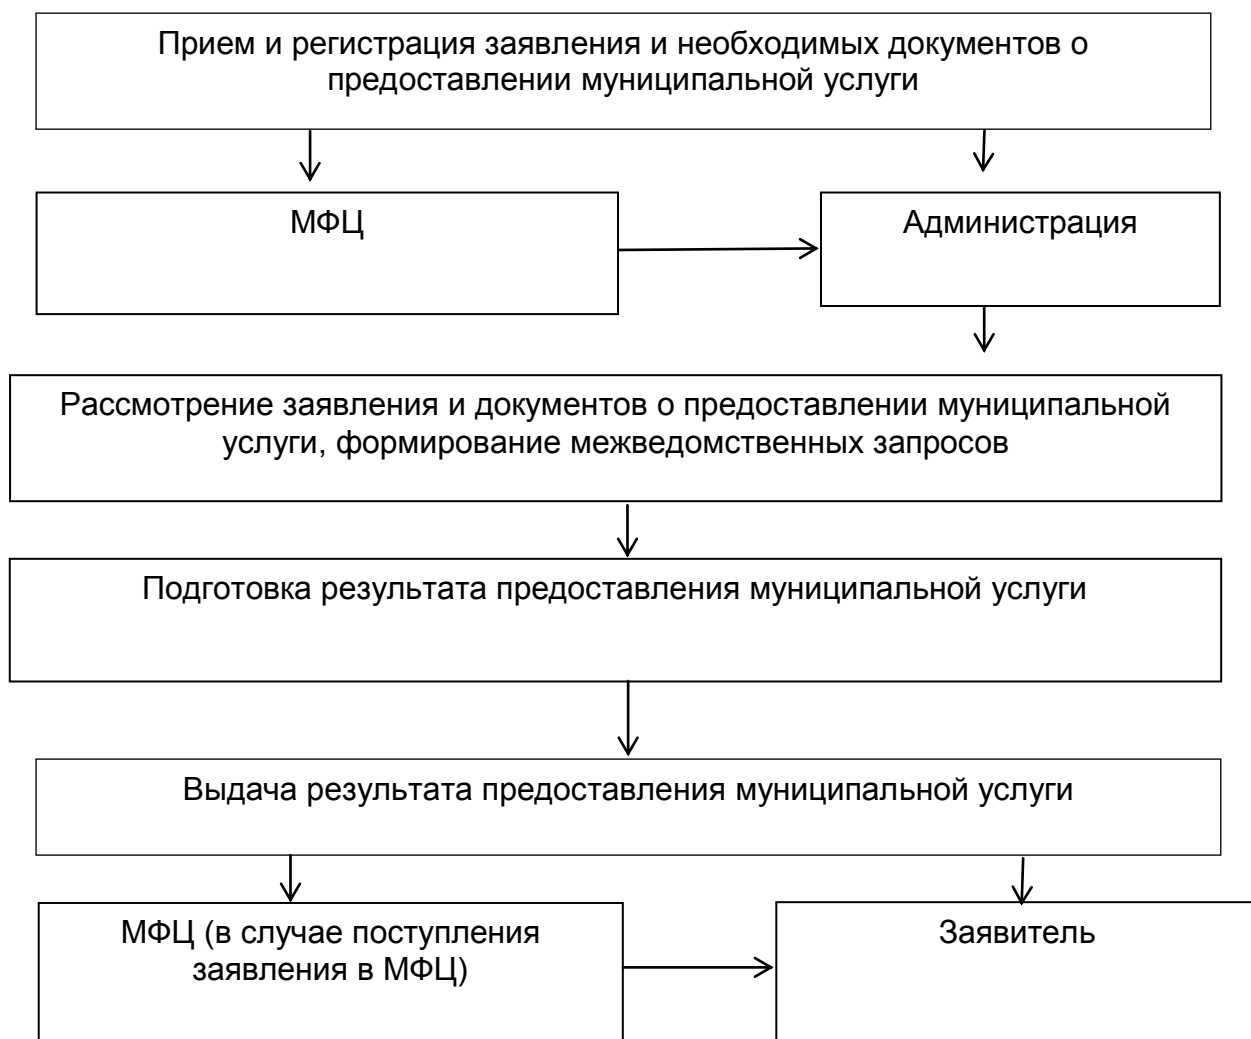 Прием и регистрация заявления и необходимых документов о
предоставлении муниципальной услуги
МФЦ
Администрация
Рассмотрение заявления и документов о предоставлении муниципальной
услуги, формирование межведомственных запросов
Подготовка результата предоставления муниципальной услуги
Выдача результата предоставления муниципальной услуги
МФЦ (в случае поступления
заявления в МФЦ)
Заявитель